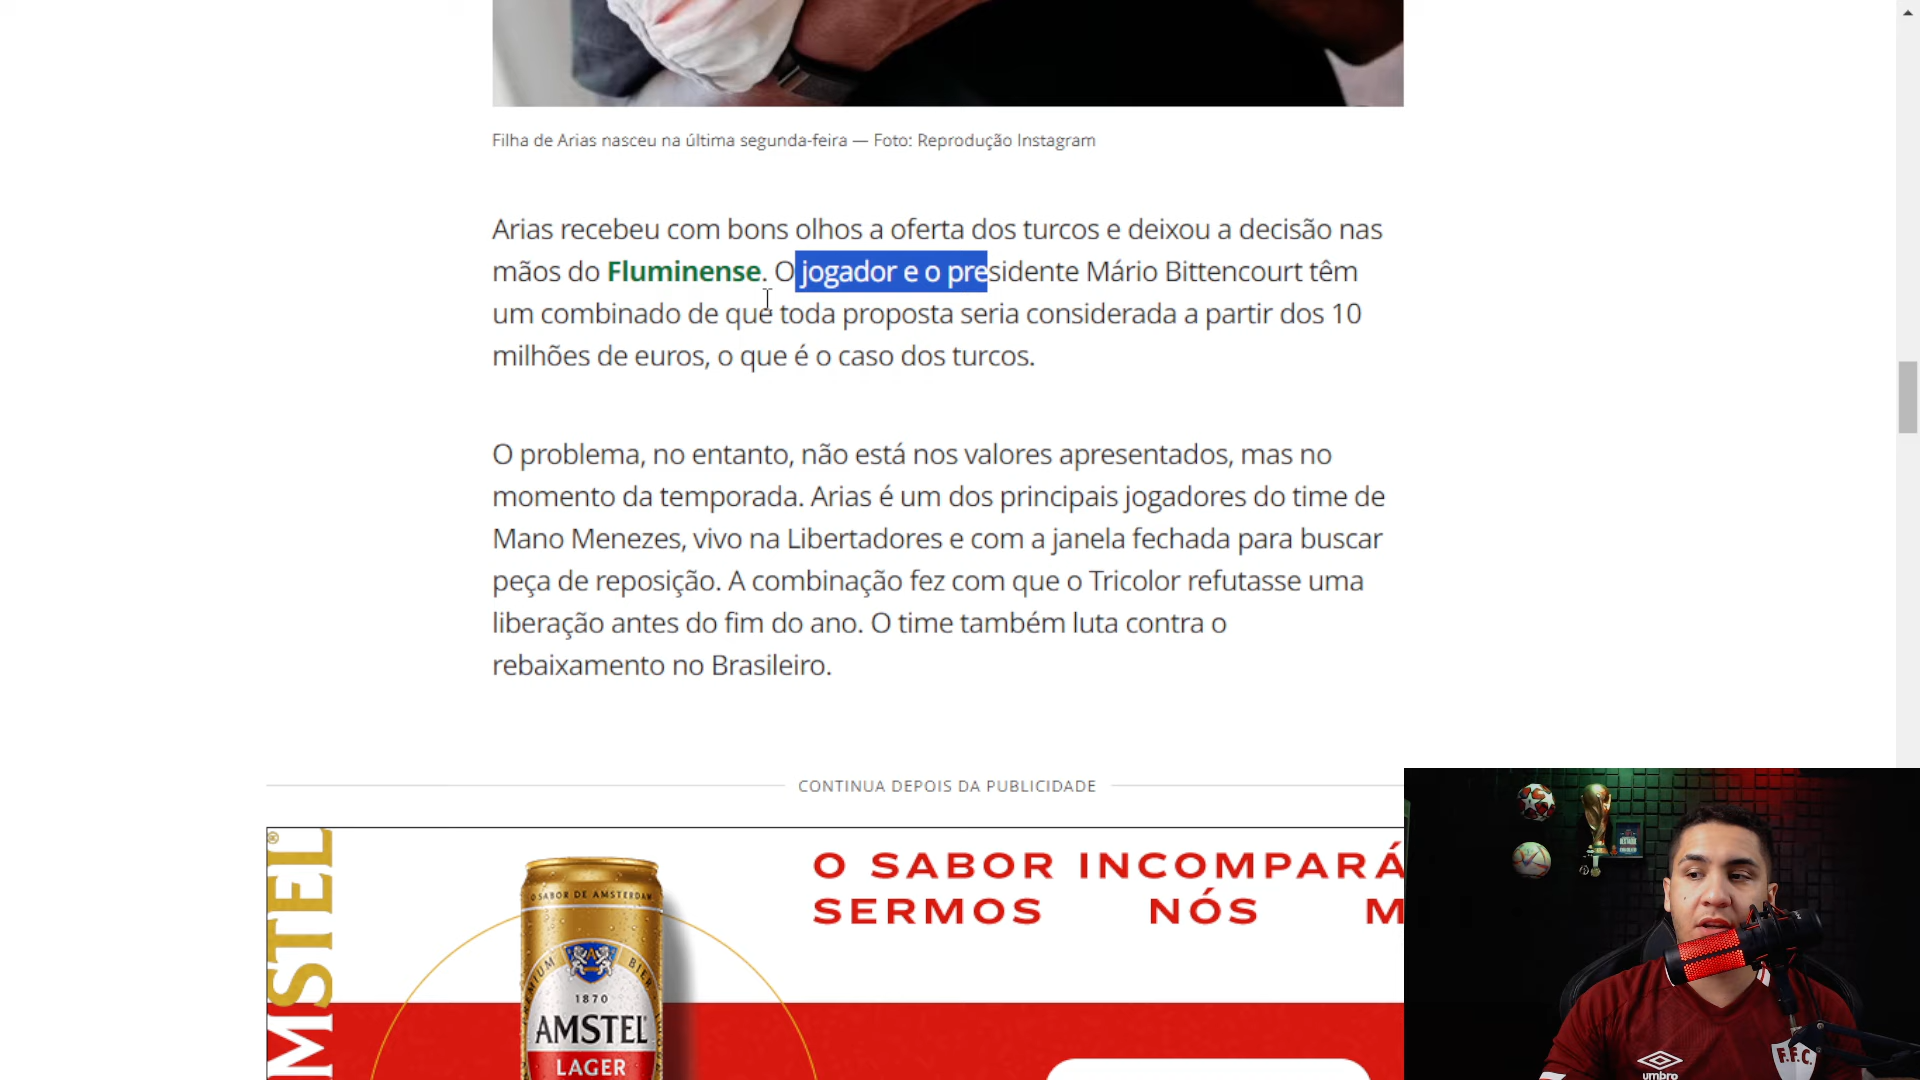 Filha de Arias nasceu na última segunda-feira — Foto: Reprodução Instagram
Arias recebeu com bons olhos a oferta dos turcos e deixou a decisão nas
mãos do Fluminense. O jogador e o presidente Mário Bittencourt têm
um combinado de que toda proposta seria considerada a partir dos 10
milhões de euros, o que é o caso dos turcos.
O problema, no entanto, não está nos valores apresentados, mas no
momento da temporada. Arias é um dos principais jogadores do time de
Mano Menezes, vivo na Libertadores e com a janela fechada para buscar
peça de reposição. A combinação fez com que o Tricolor refutasse uma
liberação antes do fim do ano. O time também luta contra o
rebaixamento no Brasileiro.
CONTINUA DEPOIS DA PUBLICIDADE
MSTEL®
O SABOR DE AMSTERDAM
PREMIUM BIER
1870
AMSTEL
LAGER
O SABOR INCOMPARÁ
SERMOS NÓS M
umbro
F.F.C.